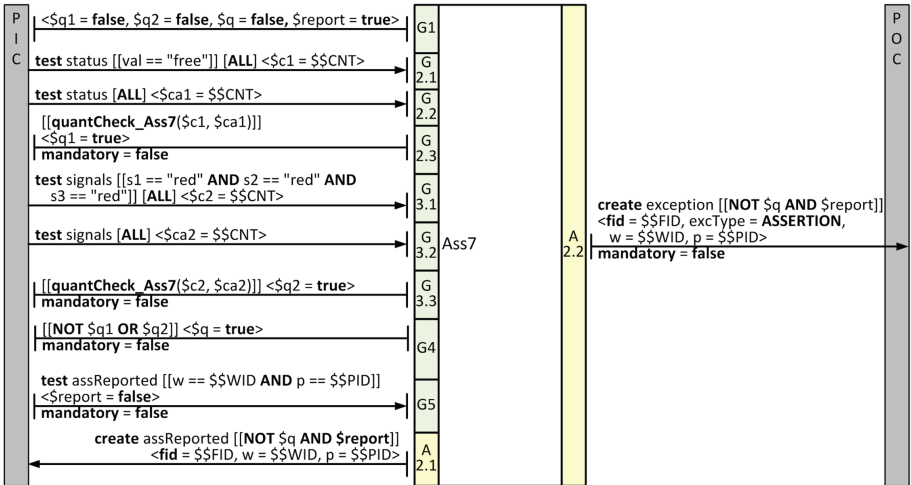 P
I
C
<$q1 = false, $q2 = false, $q = false, $report = true>
G1
test status [[val == "free"]] [ALL] <$c1 = $$CNT>
G
2.1
test status [ALL] <$ca1 = $$CNT>
G
2.2
[[quantCheck_Ass7($c1, $ca1)]]
<$q1 = true>
mandatory = false
G
2.3
test signals [[s1 == "red" AND s2 == "red" AND
s3 == "red"]] [ALL] <$c2 = $$CNT>
G
3.1
test signals [ALL] <$ca2 = $$CNT>
G
3.2
[[quantCheck_Ass7($c2, $ca2)]] <$q2 = true>
mandatory = false
G
3.3
[[NOT $q1 OR $q2]] <$q = true>
mandatory = false
G4
test assReported [[w == $$WID AND p == $$PID]]
<$report = false>
mandatory = false
G5
create assReported [[NOT $q AND $report]]
<fid = $$FID, w = $$WID, p = $$PID>
A
2.1
Ass7
A
2.2
create exception [[NOT $q AND $report]]
<fid = $$FID, excType = ASSERTION,
w = $$WID, p = $$PID>
mandatory = false
P
O
C